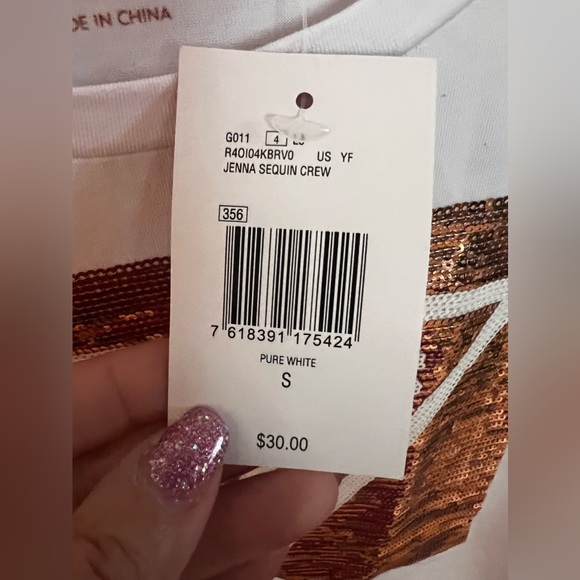 DE IN CHINA
G011 4
R4OI04KBRV0 US YF
JENNA SEQUIN CREW
356
7 618391 175424
PURE WHITE
S
$30.00